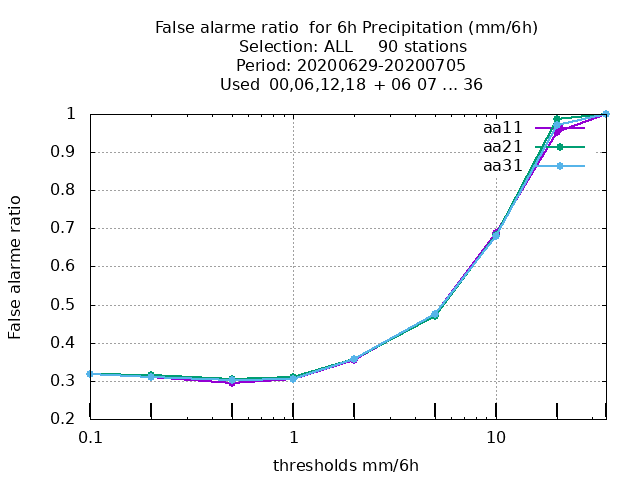 False alarme ratio  for 6h Precipitation (mm/6h)
Selection: ALL     90 stations
Period: 20200629-20200705
Used  00,06,12,18  + 06 07 ... 36
aa11
aa21
aa31
1
0.9
0.8
0.7
0.6
0.5
0.4
0.3
0.2
False alarme ratio
0.1
1
10
thresholds mm/6h